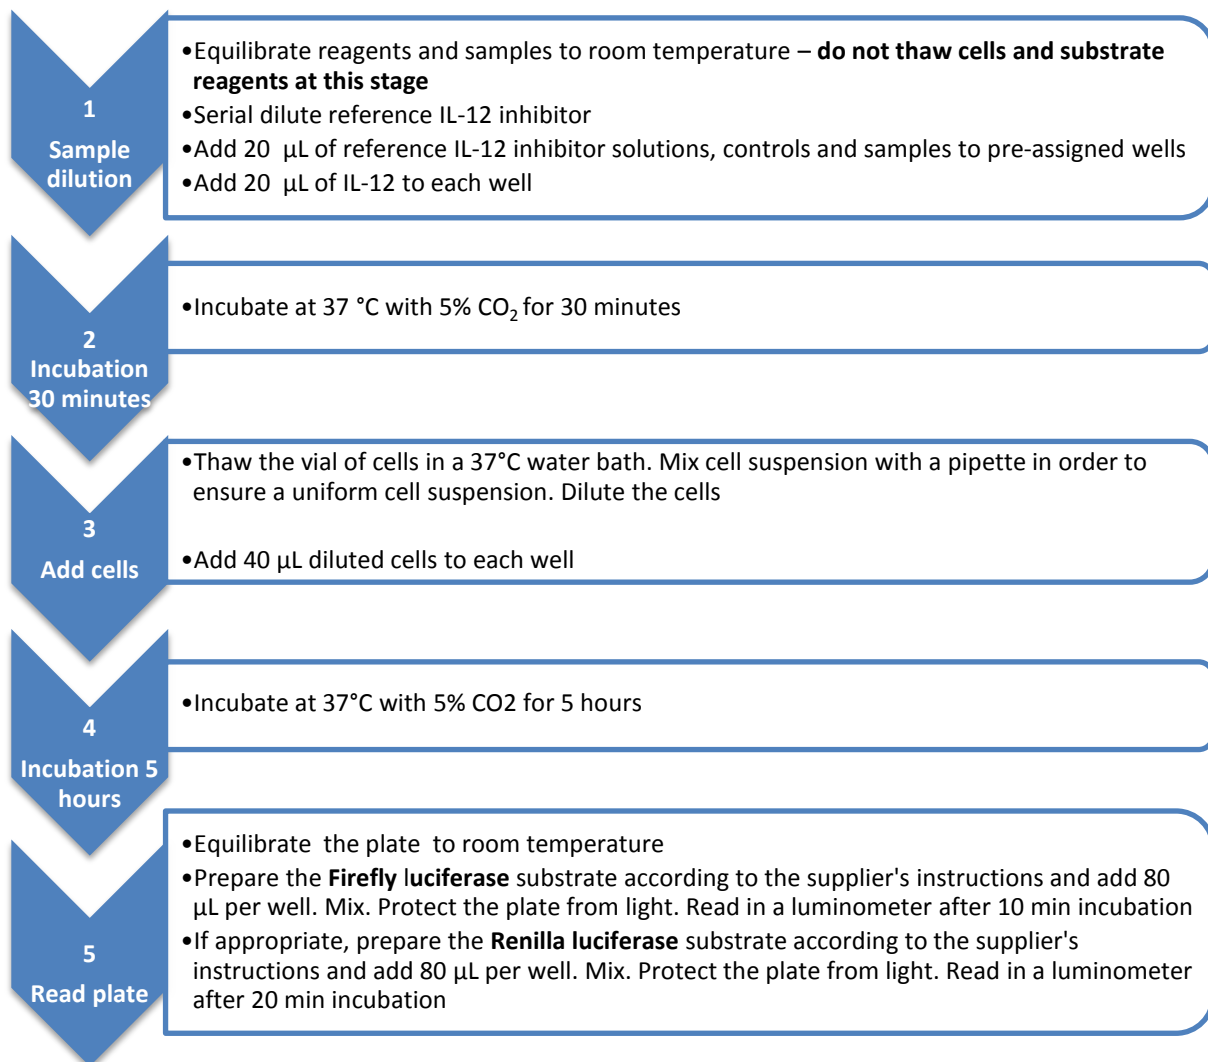 1
Sample
dilution
•Equilibrate reagents and samples to room temperature – do not thaw cells and substrate
reagents at this stage
•Serial dilute reference IL-12 inhibitor
•Add 20  µL of reference IL-12 inhibitor solutions, controls and samples to pre-assigned wells
•Add 20  µL of IL-12 to each well
2
Incubation
30 minutes
•Incubate at 37 °C with 5% CO₂ for 30 minutes
3
Add cells
•Thaw the vial of cells in a 37°C water bath. Mix cell suspension with a pipette in order to
ensure a uniform cell suspension. Dilute the cells
•Add 40 µL diluted cells to each well
4
Incubation 5
hours
•Incubate at 37°C with 5% CO2 for 5 hours
5
Read plate
•Equilibrate  the plate  to room temperature
•Prepare the Firefly luciferase substrate according to the supplier's instructions and add 80
µL per well. Mix. Protect the plate from light. Read in a luminometer after 10 min incubation
•If appropriate, prepare the Renilla luciferase substrate according to the supplier's
instructions and add 80 µL per well. Mix. Protect the plate from light. Read in a luminometer
after 20 min incubation